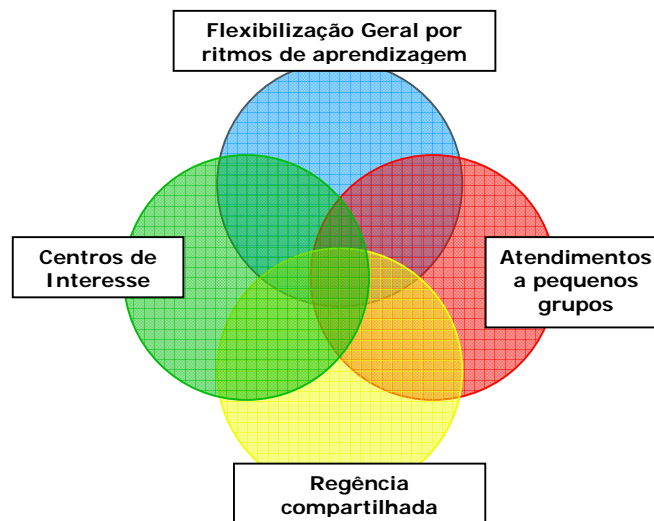 Flexibilização Geral por
ritmos de aprendizagem
Centros de
Interesse
Atendimentos
a pequenos
grupos
Regência
compartilhada